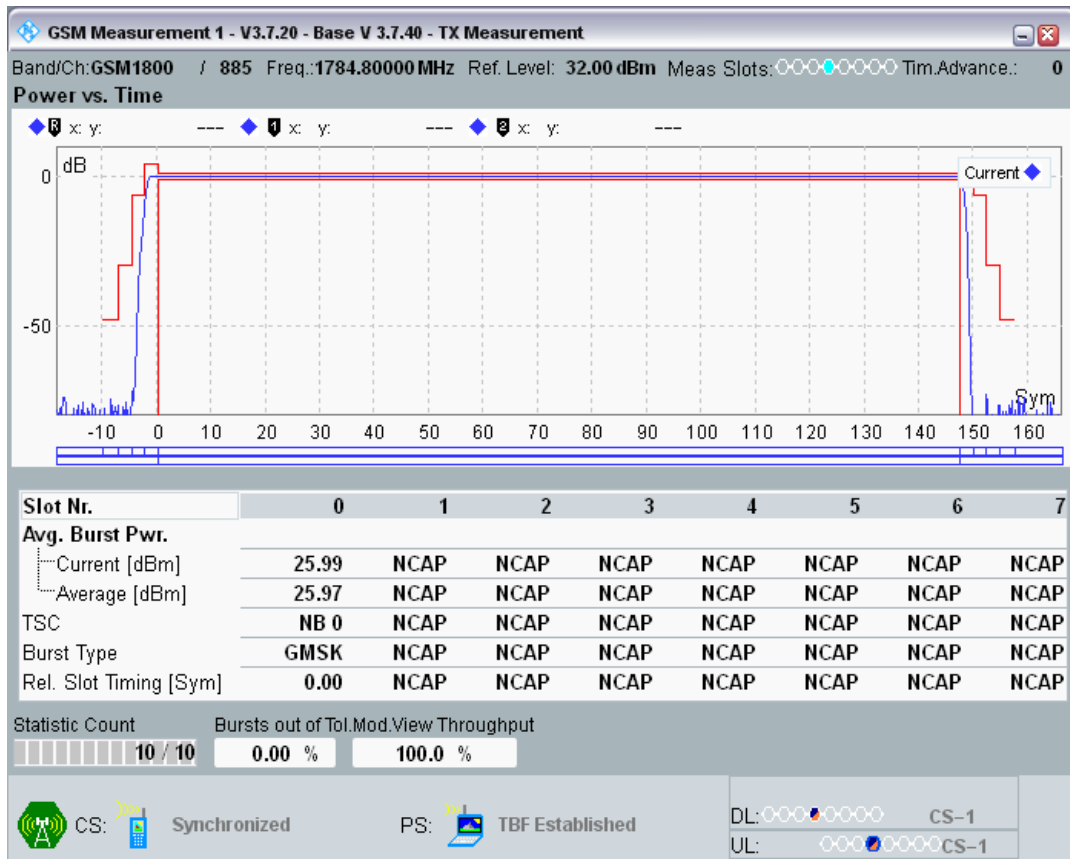 GSM Measurement 1 - V3.7.20 - Base V 3.7.40 - TX Measurement
Band/Ch:GSM1800 / 885 Freq.:1784.80000 MHz Ref. Level: 32.00 dBm Meas Slots: Tim.Advance.: 0
Power vs. Time
R x: y: --- 1 x: y: --- 2 x: y: ---
dB
Current
0
-50
Sym
-10 0 10 20 30 40 50 60 70 80 90 100 110 120 130 140 150 160
Slot Nr. 0 1 2 3 4 5 6 7
Avg. Burst Pwr.
Current [dBm] 25.99 NCAP NCAP NCAP NCAP NCAP NCAP NCAP
Average [dBm] 25.97 NCAP NCAP NCAP NCAP NCAP NCAP NCAP
TSC NB 0 NCAP NCAP NCAP NCAP NCAP NCAP NCAP
Burst Type GMSK NCAP NCAP NCAP NCAP NCAP NCAP NCAP
Rel. Slot Timing [Sym] 0.00 NCAP NCAP NCAP NCAP NCAP NCAP NCAP
Statistic Count Bursts out of Tol.Mod.View Throughput
10 / 10 0.00 % 100.0 %
CS: Synchronized PS: TBF Established
DL: CS-1
UL: CS-1